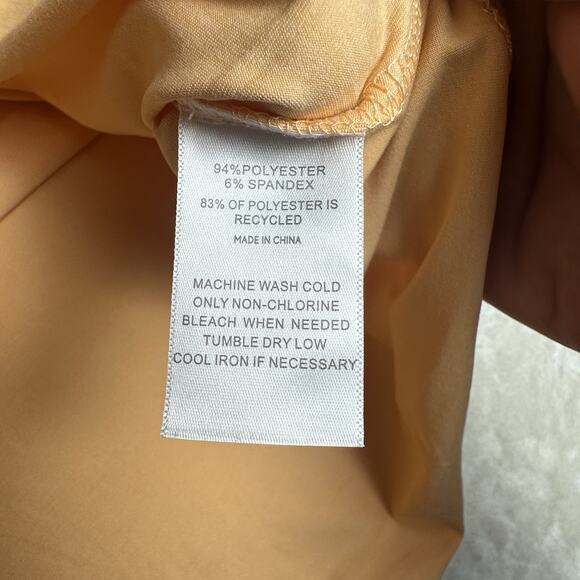 94%POLYESTER
6% SPANDEX
83% OF POLYESTER IS
RECYCLED
MADE IN CHINA
MACHINE WASH COLD
ONLY NON-CHLORINE
BLEACH WHEN NEEDED
TUMBLE DRY LOW
COOL IRON IF NECESSARY